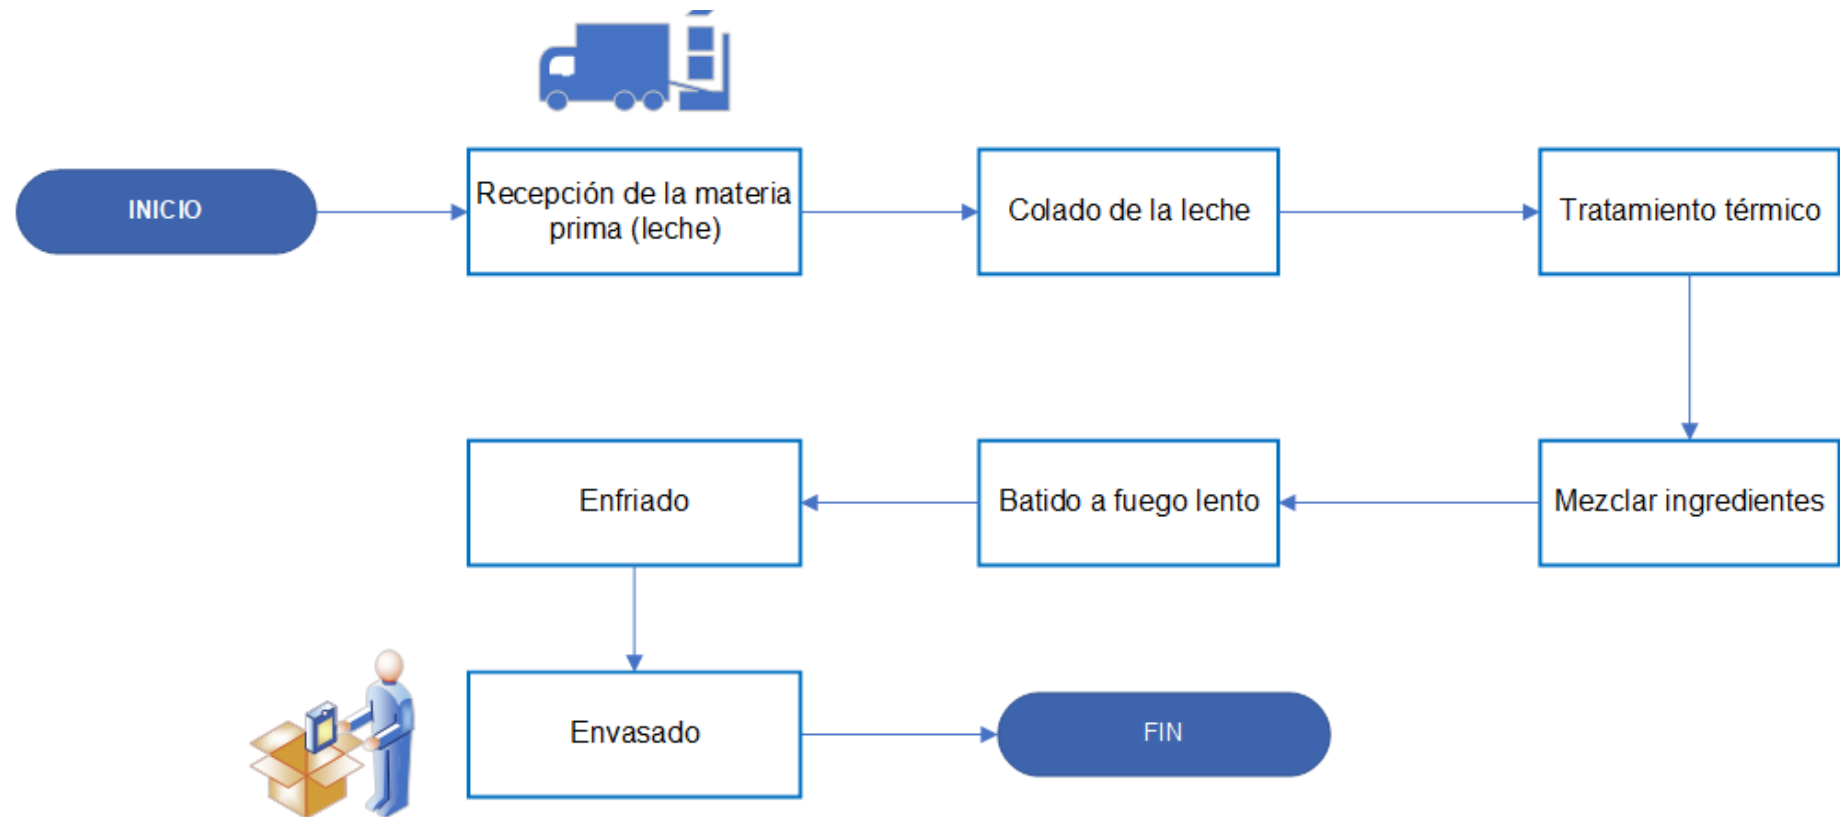 INICIO
Recepción de la materia
prima (leche)
Colado de la leche
Tratamiento térmico
Mezclar ingredientes
Batido a fuego lento
Enfriado
Envasado
FIN